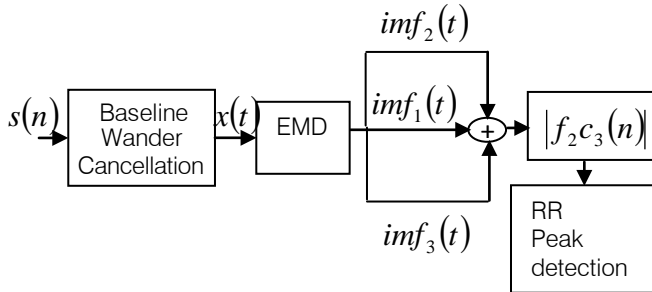 imf₂(t)
s(n)
Baseline
Wander
Cancellation
x(t)
EMD
imf₁(t)
+
|f₂c₃(n)|
imf₃(t)
RR
Peak
detection